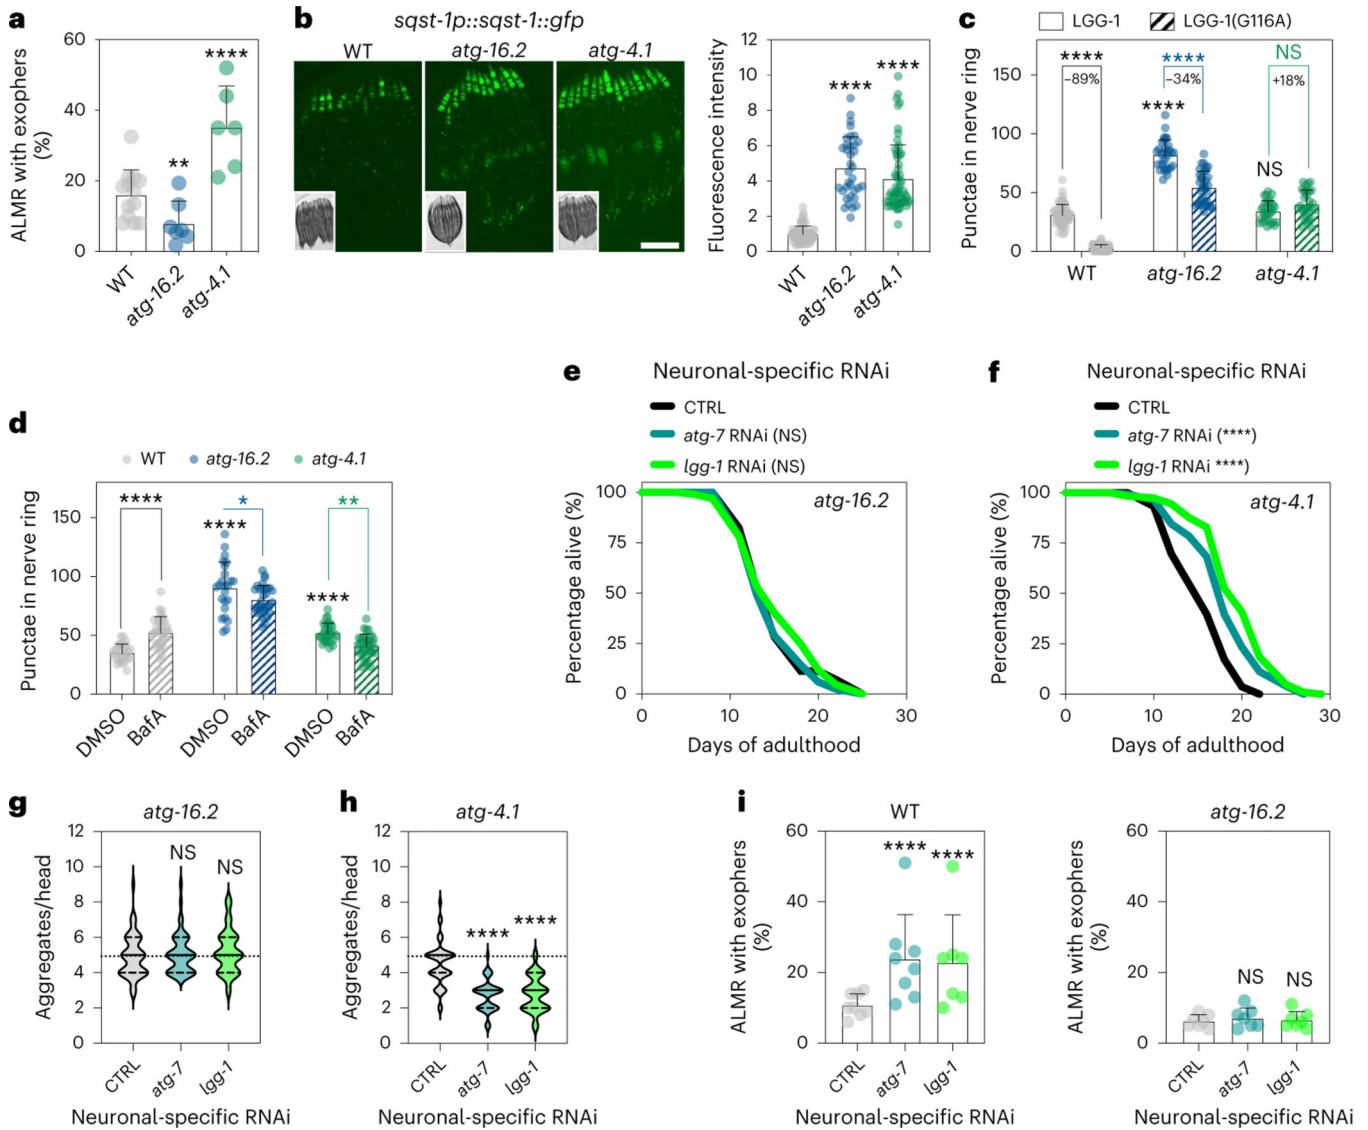 a
ALMR with exophers
(%)
60
40
20
0
****
**
WT
atg-16.2
atg-4.1
b
sqst-1p::sqst-1::gfp
WT
atg-16.2
atg-4.1
Fluorescence intensity
12
10
8
6
4
2
0
****
****
WT
atg-16.2
atg-4.1
c
LGG-1
LGG-1(G116A)
Punctae in nerve ring
150
100
50
0
****
−89%
****
−34%
****
NS
+18%
NS
WT
atg-16.2
atg-4.1
d
WT
atg-16.2
atg-4.1
Punctae in nerve ring
150
100
50
0
****
*
****
**
****
DMSO
BafA
DMSO
BafA
DMSO
BafA
e
Neuronal-specific RNAi
CTRL
atg-7 RNAi (NS)
lgg-1 RNAi (NS)
atg-16.2
Percentage alive (%)
100
75
50
25
0
0
10
20
30
Days of adulthood
f
Neuronal-specific RNAi
CTRL
atg-7 RNAi (****)
lgg-1 RNAi ****)
atg-4.1
Percentage alive (%)
100
75
50
25
0
0
10
20
30
Days of adulthood
g
atg-16.2
Aggregates/head
12
10
8
6
4
2
0
NS
NS
CTRL
atg-7
lgg-1
Neuronal-specific RNAi
h
atg-4.1
Aggregates/head
12
10
8
6
4
2
0
****
****
CTRL
atg-7
lgg-1
Neuronal-specific RNAi
i
WT
ALMR with exophers
(%)
60
40
20
0
****
****
CTRL
atg-7
lgg-1
Neuronal-specific RNAi
atg-16.2
ALMR with exophers
(%)
60
40
20
0
NS
NS
CTRL
atg-7
lgg-1
Neuronal-specific RNAi